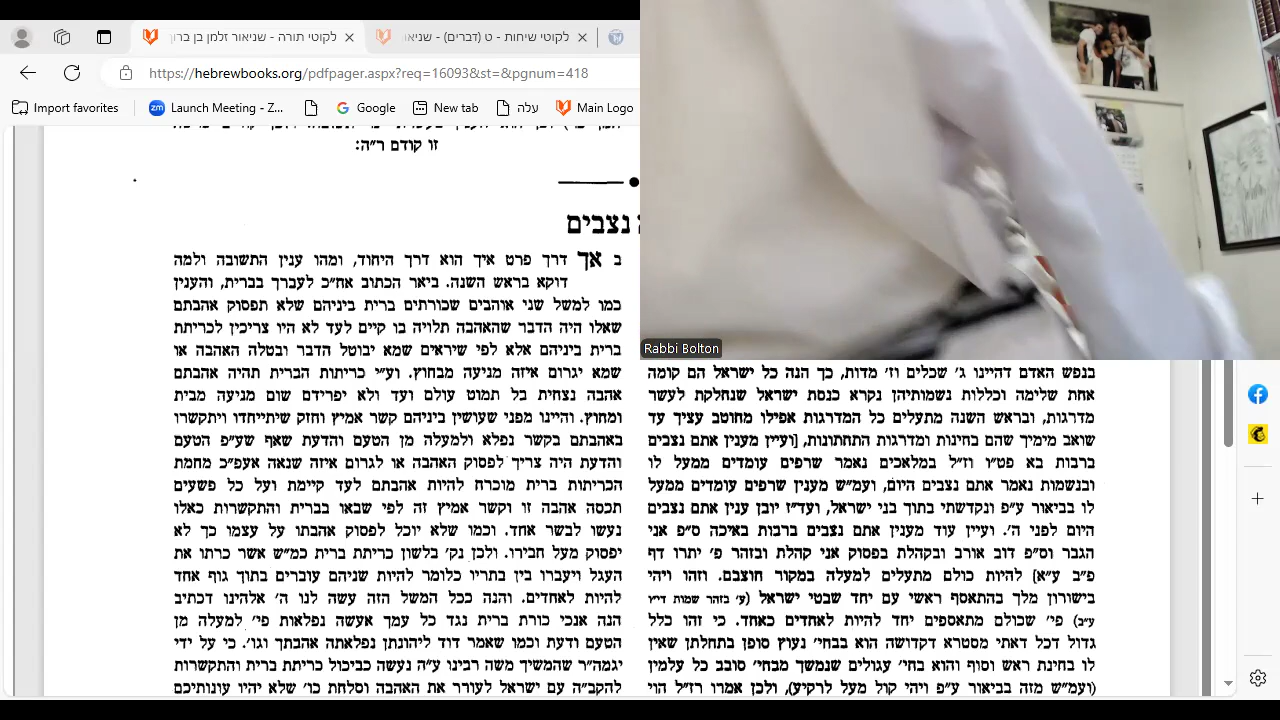 לקוטי תורה - שניאור זלמן בן ברוך
לקוטי שיחות - ט (דברים) - שניאור
https://hebrewbooks.org/pdfpager.aspx?req=16093&st=&pgnum=418
Import favorites
Launch Meeting - Z...
Google
New tab
עלה
Main Logo
זו קודם ר״ה:
נצבים
Rabbi Bolton
בנפש האדם דהיינו ג׳ שכלים וז׳ מדות, כך הנה כל ישראל הם קומה
אחת שלימה וכללות נשמותיהן נקרא כנסת ישראל שנחלקת לעשר
מדרגות, ובראש השנה מתעלים כל המדרגות אפילו מחוטב עציך עד
שואב מימיך שהם בחינות ומדרגות התחתונות, [ועיין מענין אתם נצבים
ברבות בא פט״ו וז״ל במלאכים נאמר שרפים עומדים ממעל לו
ובנשמות נאמר אתם נצבים היום, ועמ״ש מענין שרפים עומדים ממעל
לו בביאור ע״פ ונקדשתי בתוך בני ישראל, ועד״ז יובן ענין אתם נצבים
היום לפני ה׳. ועיין עוד מענין אתם נצבים ברבות באיכה ס״פ אני
הגבר וס״פ דוב אורב ובקהלת בפסוק אני קהלת ובזהר פ׳ יתרו דף
פ״ב ע״א] להיות כולם מתעלים למעלה במקור חוצבם. וזהו ויהי
בישורון מלך בהתאסף ראשי עם יחד שבטי ישראל (ע׳ בזהר שמות די״ז
ע״ב) פי׳ שכולם מתאספים יחד להיות לאחדים כאחד. כי זהו כלל
גדול דכל דאתי מסטרא דקדושה הוא בבחי׳ נעוץ סופן בתחלתן שאין
לו בחינת ראש וסוף והוא בחי׳ עגולים שנמשך מבחי׳ סובב כל עלמין
(ועמ״ש מזה בביאור ע״פ ויהי קול מעל לרקיע), ולכן אמרו רז״ל הוי
ב אך דרך פרט איך הוא דרך היחוד, ומהו ענין התשובה ולמה
דוקא בראש השנה. ביאר הכתוב אח״כ לעברך בברית, והענין
כמו למשל שני אוהבים שכורתים ברית ביניהם שלא תפסוק אהבתם
שאלו היה הדבר שהאהבה תלויה בו קיים לעד לא היו צריכין לכריתת
ברית ביניהם אלא לפי שיראים שמא יבוטל הדבר ובטלה האהבה או
שמא יגרום איזה מניעה מבחוץ. וע״י כריתות הברית תהיה אהבתם
אהבה נצחית בל תמוט עולם ועד ולא יפרידם שום מניעה מבית
ומחוץ. והיינו מפני שעושין ביניהם קשר אמיץ וחזק שיתייחדו ויתקשרו
באהבתם בקשר נפלא ולמעלה מן הטעם והדעת שאף שע״פ הטעם
והדעת היה צריך לפסוק האהבה או לגרום איזה שנאה אעפ״כ מחמת
הכריתות ברית מוכרח להיות אהבתם לעד קיימת ועל כל פשעים
תכסה אהבה זו וקשר אמיץ זה לפי שבאו בברית והתקשרות כאלו
נעשו לבשר אחד. וכמו שלא יוכל לפסוק אהבתו על עצמו כך לא
יפסוק מעל חבירו. ולכן נק׳ בלשון כריתת ברית כמ״ש אשר כרתו את
העגל ויעברו בין בתריו כלומר להיות שניהם עוברים בתוך גוף אחד
להיות לאחדים. והנה ככל המשל הזה עשה לנו ה׳ אלהינו דכתיב
הנה אנכי כורת ברית נגד כל עמך אעשה נפלאות פי׳ למעלה מן
הטעם ודעת וכמו שאמר דוד ליהונתן נפלאתה אהבתך וגו׳. כי על ידי
יגמה״ר שהמשיך משה רבינו ע״ה נעשה כביכול כריתת ברית והתקשרות
להקב״ה עם ישראל לעורר את האהבה וסלחת כו׳ שלא יהיו עונותיכם